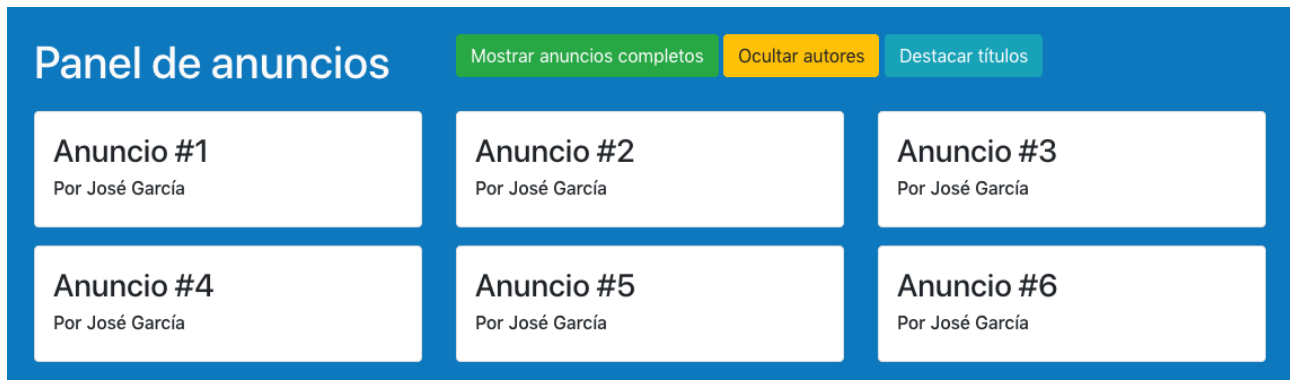 Panel de anuncios
Mostrar anuncios completos
Ocultar autores
Destacar títulos
Anuncio #1
Por José García
Anuncio #2
Por José García
Anuncio #3
Por José García
Anuncio #4
Por José García
Anuncio #5
Por José García
Anuncio #6
Por José García